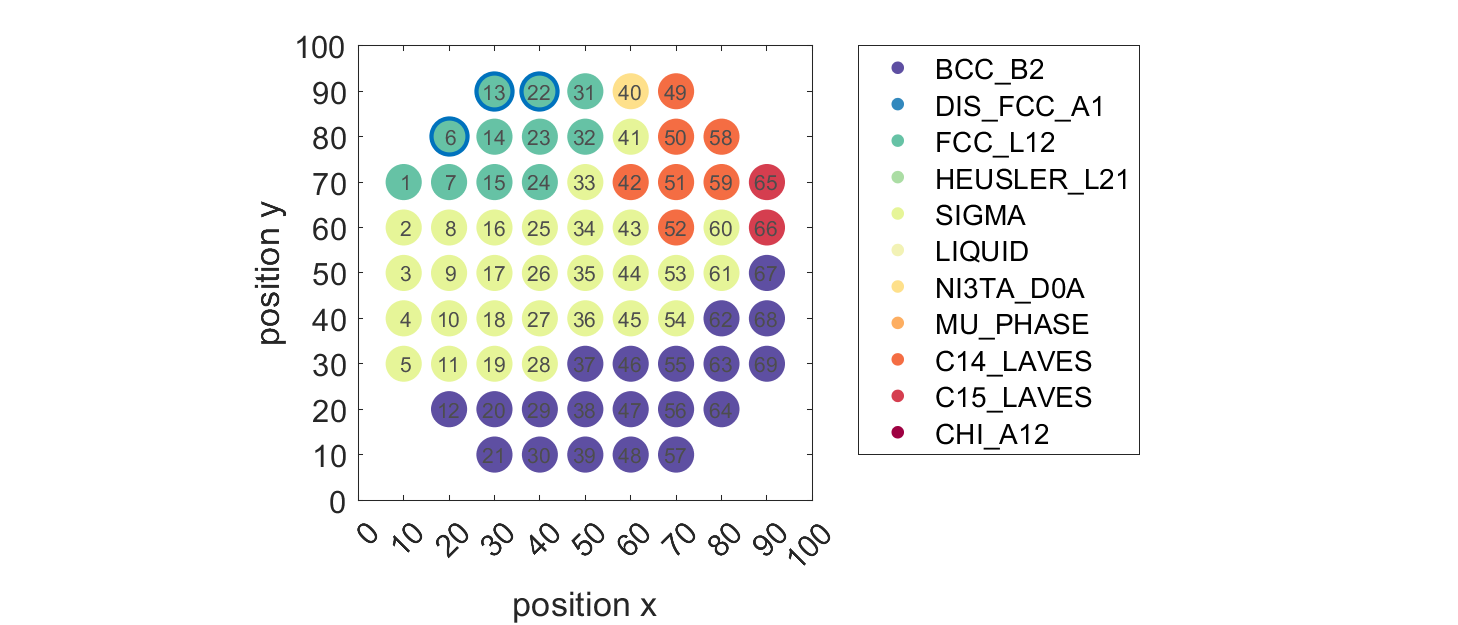 100
90
80
70
60
50
40
30
20
10
0
13 22 31 40 49
6 14 23 32 41 50 58
1 7 15 24 33 42 51 59 65
2 8 16 25 34 43 52 60 66
3 9 17 26 35 44 53 61 67
4 10 18 27 36 45 54 62 68
5 11 19 28 37 46 55 63 69
12 20 29 38 47 56 64
21 30 39 48 57
0 10 20 30 40 50 60 70 80 90 100
position x
position y
BCC_B2
DIS_FCC_A1
FCC_L12
HEUSLER_L21
SIGMA
LIQUID
NI3TA_D0A
MU_PHASE
C14_LAVES
C15_LAVES
CHI_A12